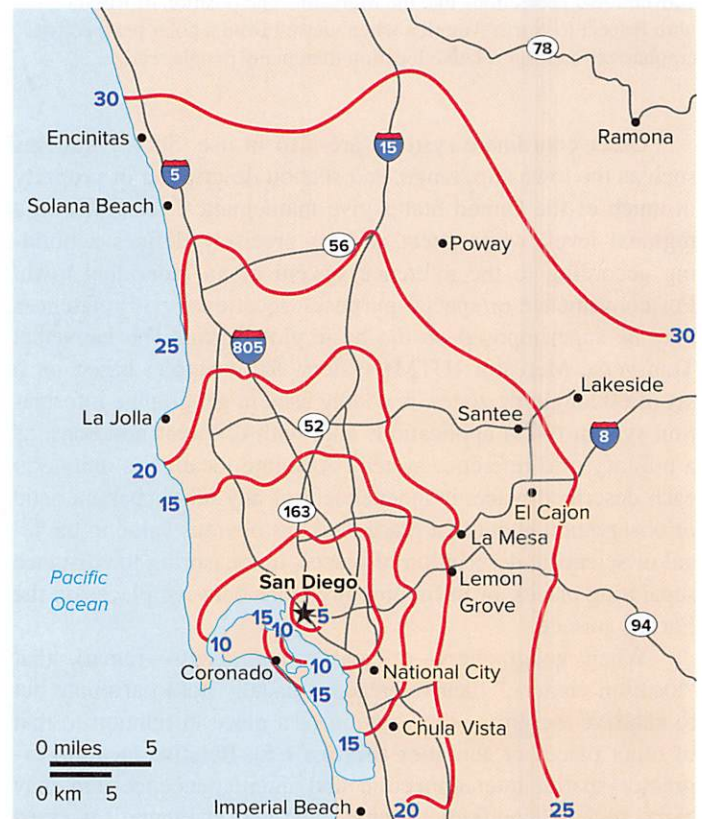 78
30
15
Encinitas
Ramona
5
Solana Beach
56
Poway
25
805
30
Lakeside
La Jolla
52
Santee
8
20
15
El Cajon
163
La Mesa
Pacific
Ocean
San Diego
Lemon
Grove
15
5
10
10
94
Coronado
10
National City
15
Chula Vista
15
0 miles 5
0 km 5
Imperial Beach
20
25